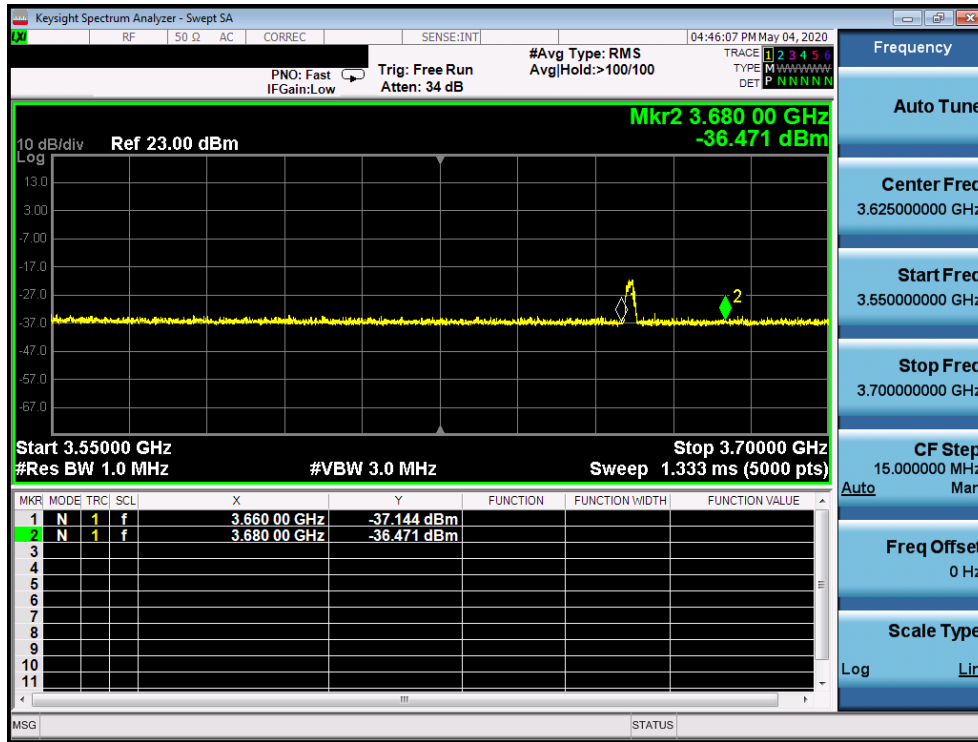 Keysight Spectrum Analyzer - Swept SA
LXI RF 50 Ω AC CORREC SENSE:INT 04:46:07 PM May 04, 2020
PNO: Fast
IFGain:Low
Trig: Free Run
Atten: 34 dB
#Avg Type: RMS
Avg|Hold:>100/100
TRACE 1 2 3 4 5 6
TYPE M WWWWW
DET P N N N N N
Mkr2 3.680 00 GHz
-36.471 dBm
10 dB/div Ref 23.00 dBm
Log
13.0
3.00
-7.00
-17.0
-27.0
2
-37.0
-47.0
-57.0
-67.0
Start 3.55000 GHz Stop 3.70000 GHz
#Res BW 1.0 MHz #VBW 3.0 MHz Sweep 1.333 ms (5000 pts)
MKR MODE TRC SCL X Y FUNCTION FUNCTION WIDTH FUNCTION VALUE
1 N 1 f 3.660 00 GHz -37.144 dBm
2 N 1 f 3.680 00 GHz -36.471 dBm
3
4
5
6
7
8
9
10
11
MSG STATUS
Frequency
Auto Tune
Center Freq
3.625000000 GHz
Start Freq
3.550000000 GHz
Stop Freq
3.700000000 GHz
CF Step
15.000000 MHz
Auto Man
Freq Offset
0 Hz
Scale Type
Log Lin